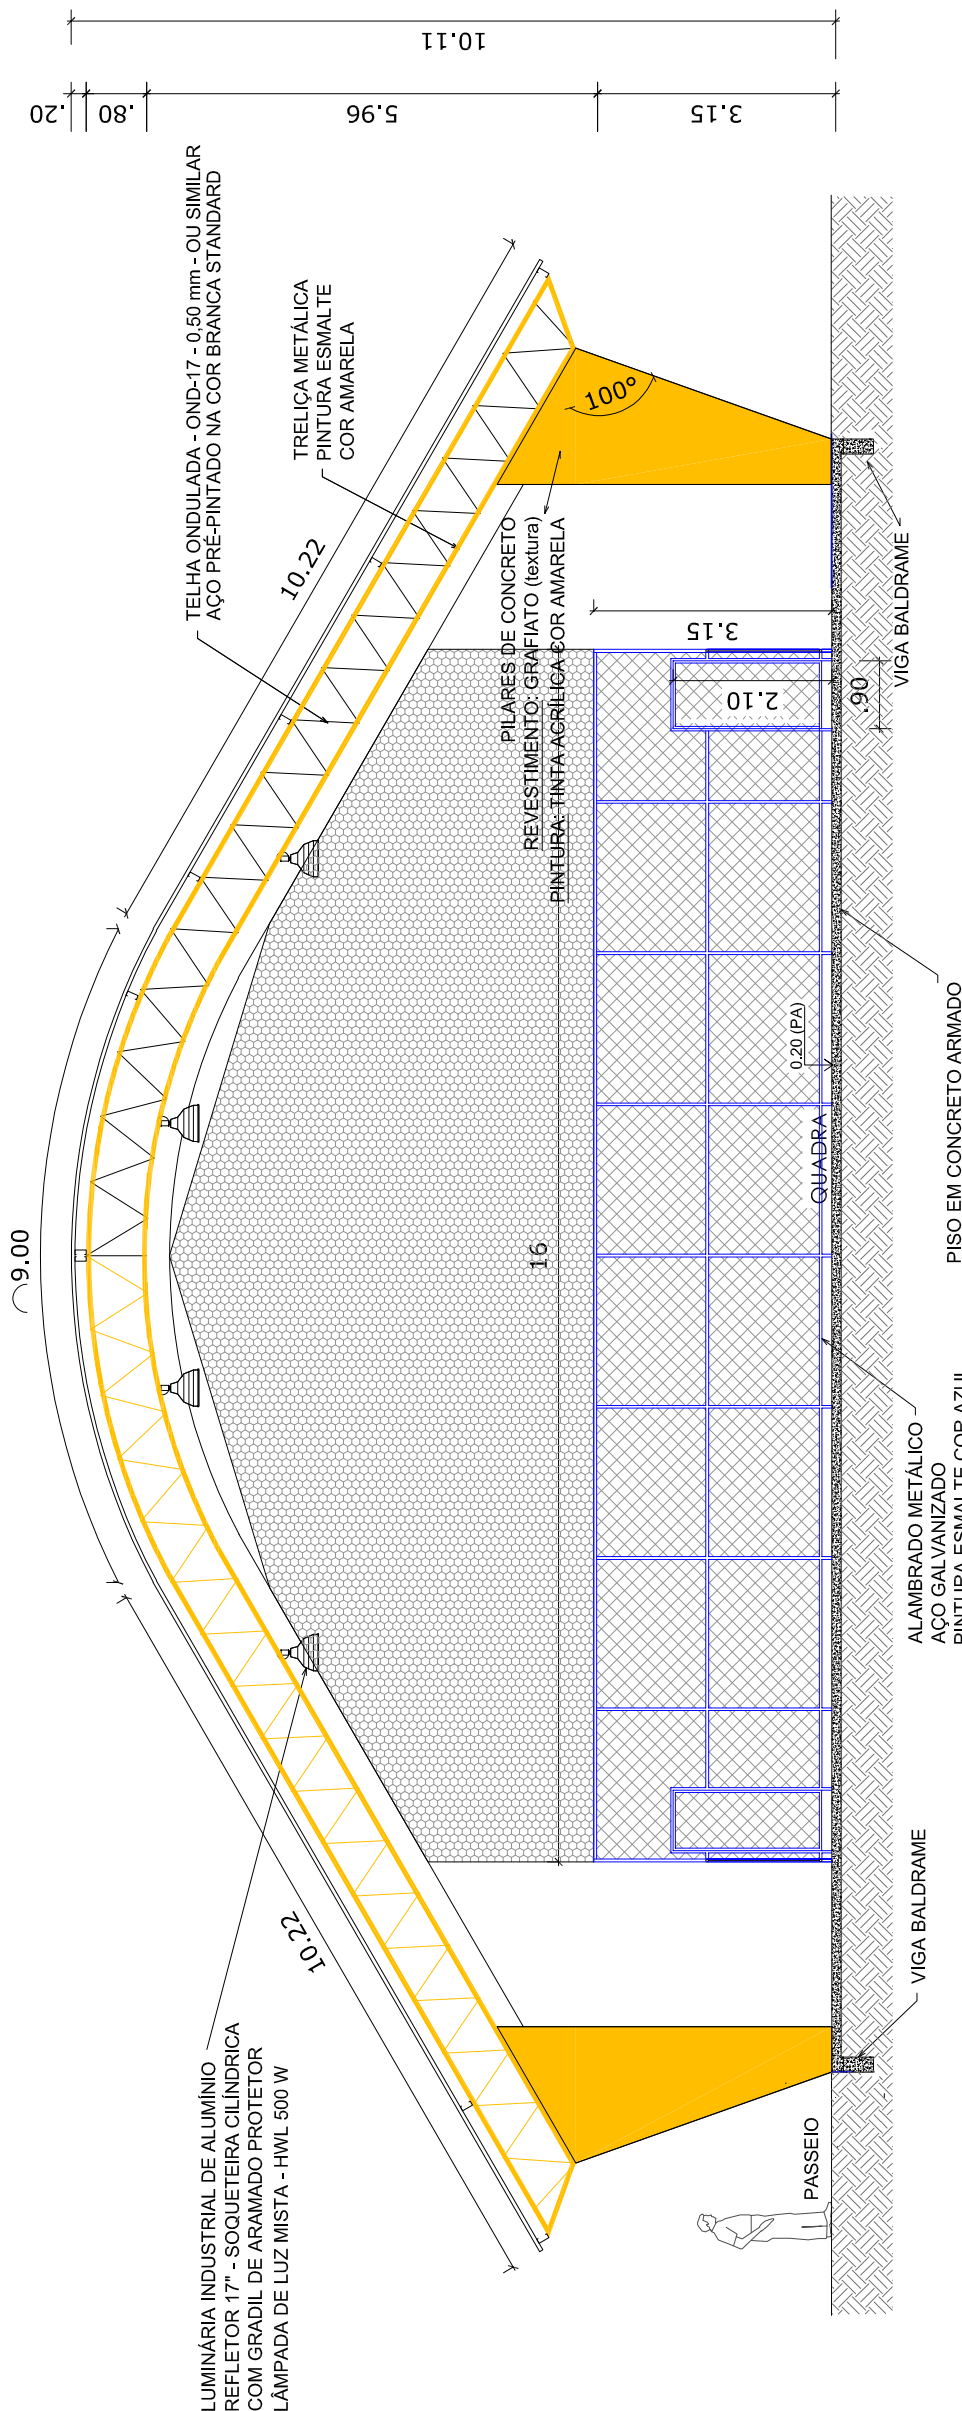 10.11
.20
.80
5.96
3.15
TELHA ONDULADA - OND-17 - 0,50 mm - OU SIMILAR
AÇO PRÉ-PINTADO NA COR BRANCA STANDARD
TRELIÇA METÁLICA
PINTURA ESMALTE
COR AMARELA
10.22
9.00
10.22
LUMINÁRIA INDUSTRIAL DE ALUMÍNIO
REFLETOR 17" - SOQUETEIRA CILÍNDRICA
COM GRADIL DE ARAMADO PROTETOR
LÂMPADA DE LUZ MISTA - HWL 500 W
100°
PILARES DE CONCRETO
REVESTIMENTO: GRAFIATO (textura)
PINTURA: TINTA ACRÍLICA COR AMARELA
16
3.15
2.10
.90
0.20 (PA)
QUADRA
PASSEIO
VIGA BALDRAME
VIGA BALDRAME
PISO EM CONCRETO ARMADO
ALAMBRADO METÁLICO
AÇO GALVANIZADO
PINTURA ESMALTE COR AZUL